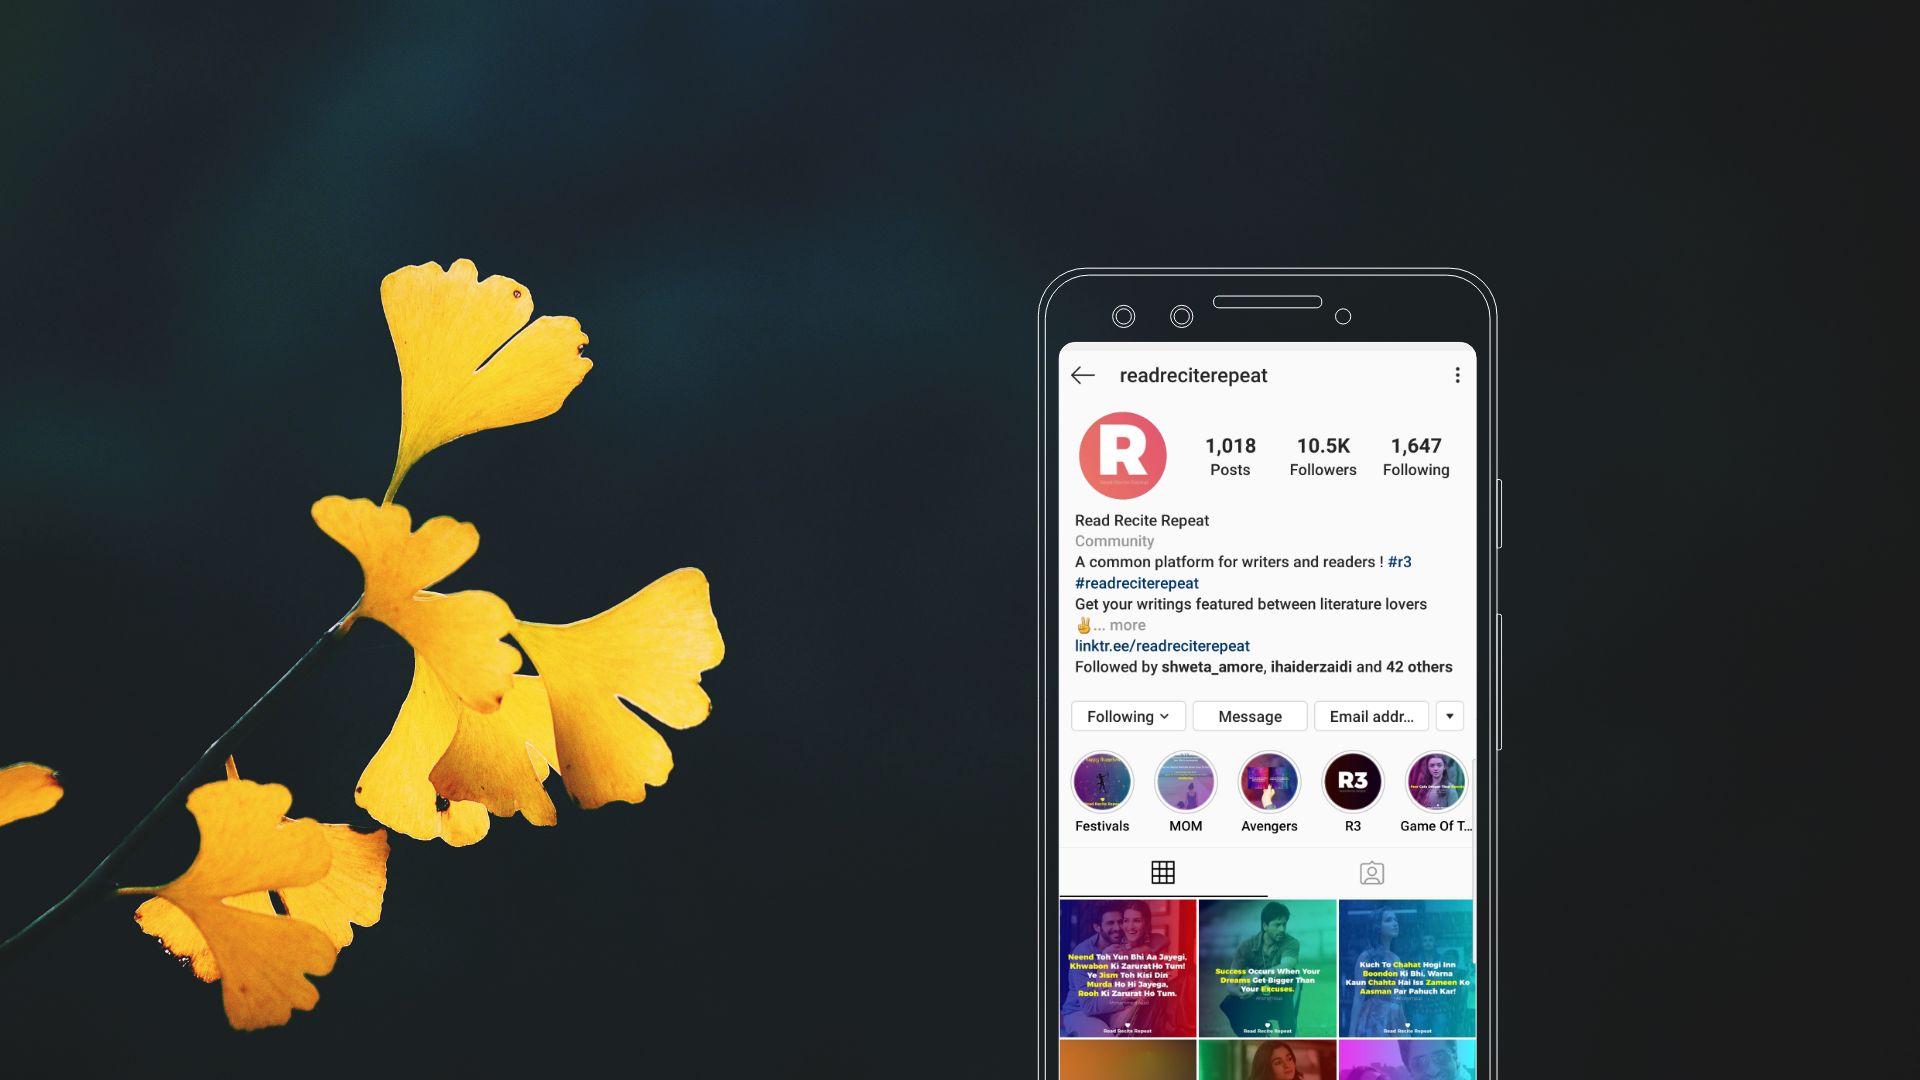 readreciterepeat
R
Read Recite Repeat
1,018 10.5K 1,647
Posts Followers Following
Read Recite Repeat
Community
A common platform for writers and readers ! #r3
#readreciterepeat
Get your writings featured between literature lovers
✌️... more
linktr.ee/readreciterepeat
Followed by shweta_amore, ihaiderzaidi and 42 others
Following Message Email addr...
R3
Festivals MOM Avengers R3 Game Of T...
Neend Toh Yun Bhi Aa Jayegi,
Khwabon Ki Zarurat Ho Tum!
Ye Jism Toh Kisi Din
Murda Ho Hi Jayega,
Rooh Ki Zarurat Ho Tum.
Read Recite Repeat
Success Occurs When Your
Dreams Get Bigger Than
Your Excuses.
Anonymous
Read Recite Repeat
Kuch To Chahat Hogi Inn
Boondon Ki Bhi, Warna
Kaun Chahta Hai Iss Zameen Ko
Aasman Par Pahuch Kar!
Anonymous
Read Recite Repeat